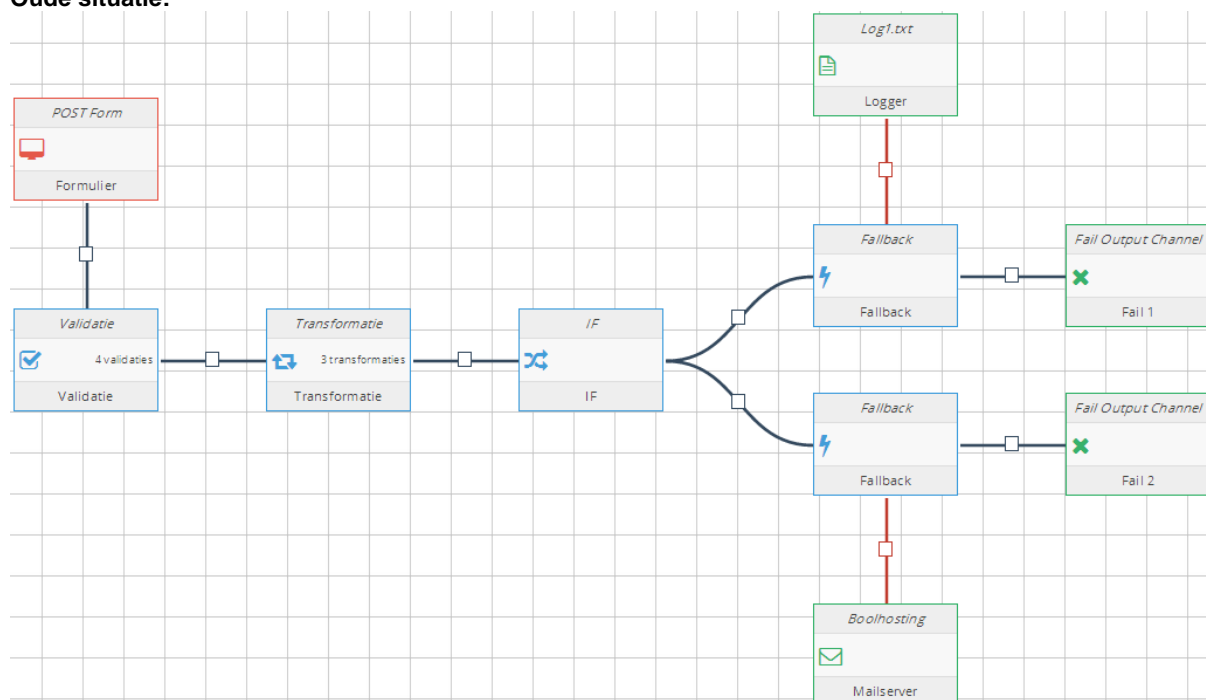 Oude situatie:
Log1.txt
Logger
POST Form
Formulier
Fallback
Fallback
Fail Output Channel
Fail 1
Validatie
4 validaties
Validatie
Transformatie
3 transformaties
Transformatie
IF
IF
Fallback
Fallback
Fail Output Channel
Fail 2
Boolhosting
Mailserver